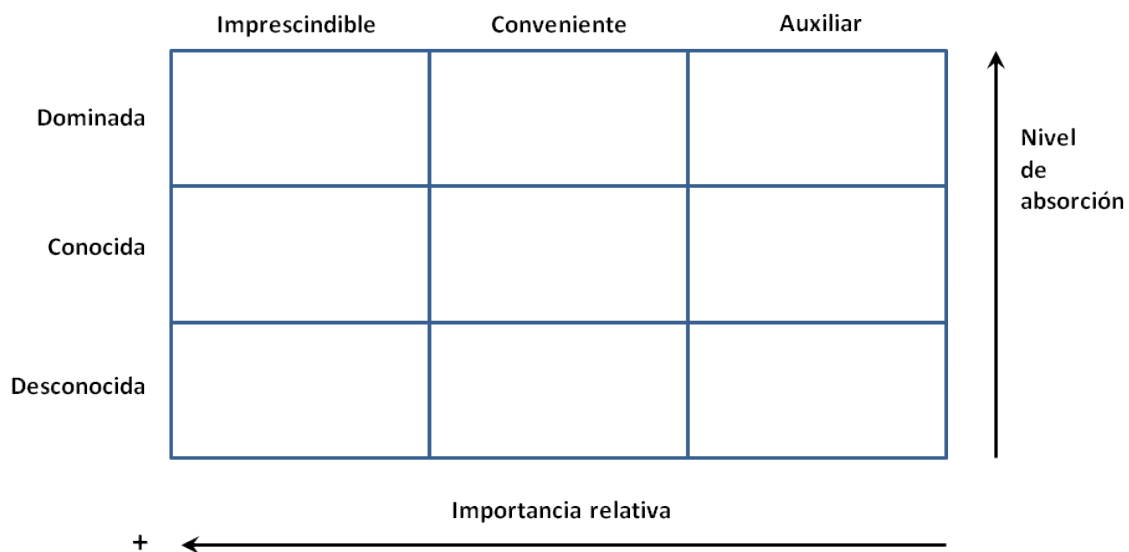 Imprescindible Conveniente Auxiliar
Dominada
Nivel
de
absorción
Conocida
Desconocida
Importancia relativa
+